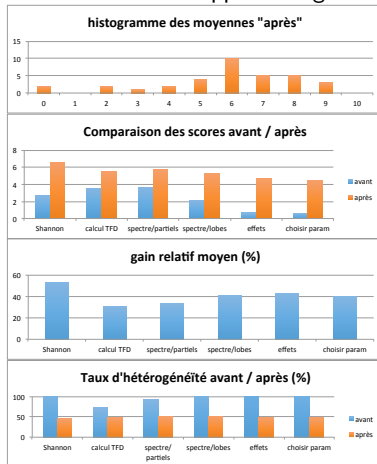 histogramme des moyennes "après"
15
10
5
0
0 1 2 3 4 5 6 7 8 9 10
Comparaison des scores avant / après
8
6
4
2
0
Shannon calcul TFD spectre/partiels spectre/lobes effets choisir param
avant
après
gain relatif moyen (%)
60
40
20
0
Shannon calcul TFD spectre/partiels spectre/lobes effets choisir param
Taux d'hétérogénéïté avant / après (%)
100
50
0
Shannon calcul TFD spectre/ spectre/lobes effets choisir param
partiels
avant
après